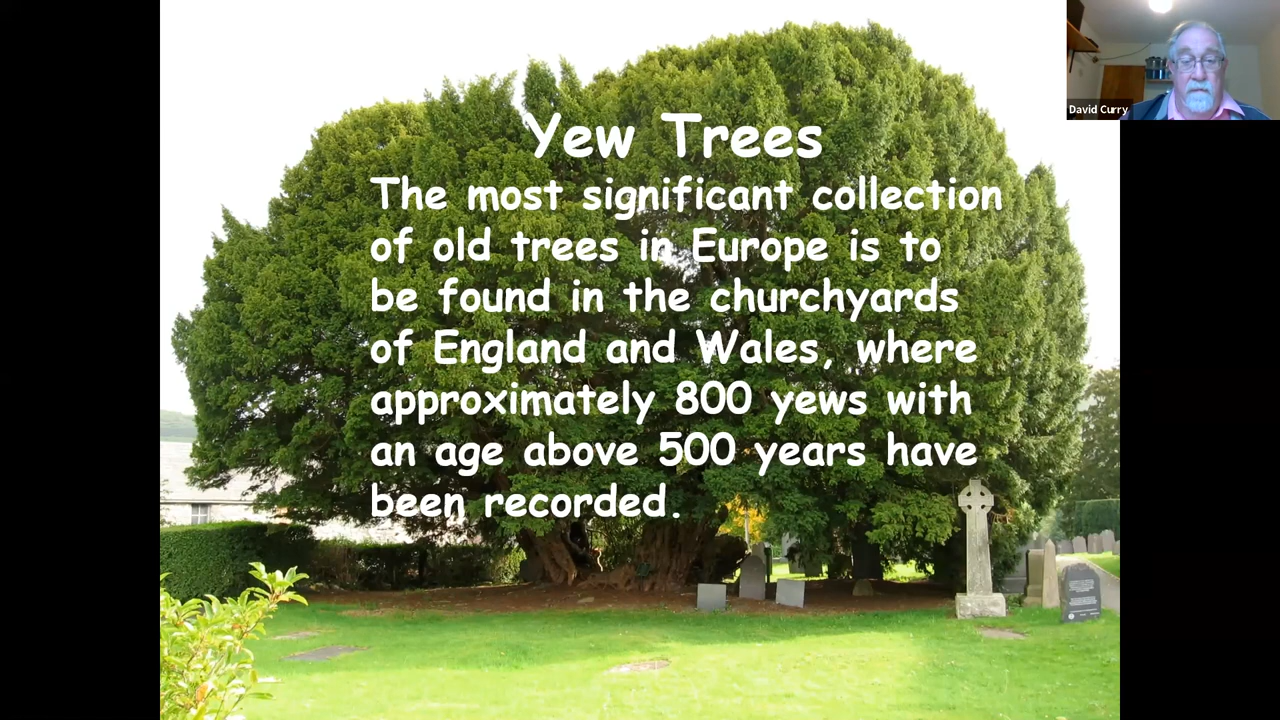 Yew Trees
The most significant collection
of old trees in Europe is to
be found in the churchyards
of England and Wales, where
approximately 800 yews with
an age above 500 years have
been recorded.
David Curry